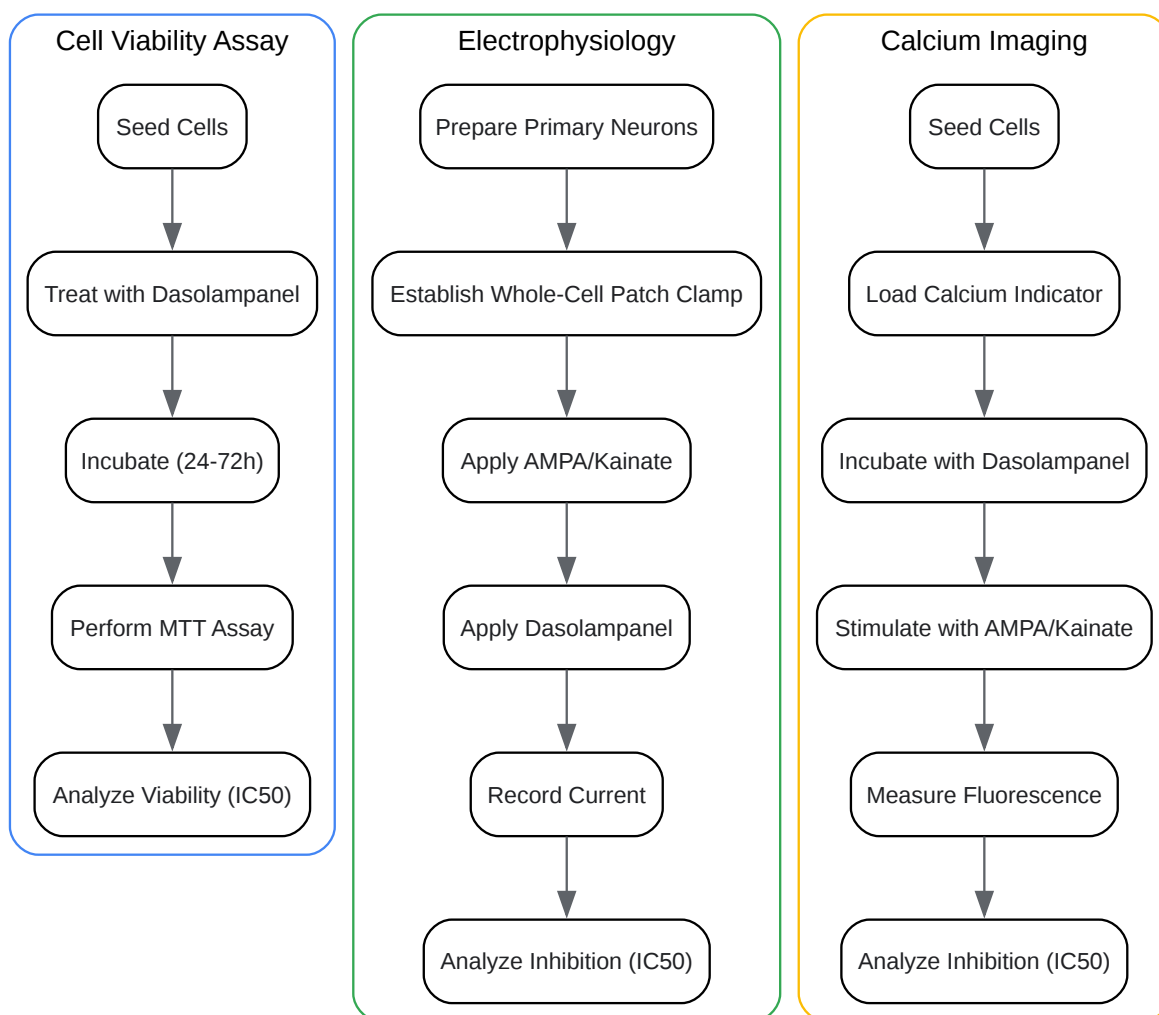 Cell Viability Assay
Seed Cells
Treat with Dasolampanel
Incubate (24-72h)
Perform MTT Assay
Analyze Viability (IC50)
Electrophysiology
Prepare Primary Neurons
Establish Whole-Cell Patch Clamp
Apply AMPA/Kainate
Apply Dasolampanel
Record Current
Analyze Inhibition (IC50)
Calcium Imaging
Seed Cells
Load Calcium Indicator
Incubate with Dasolampanel
Stimulate with AMPA/Kainate
Measure Fluorescence
Analyze Inhibition (IC50)